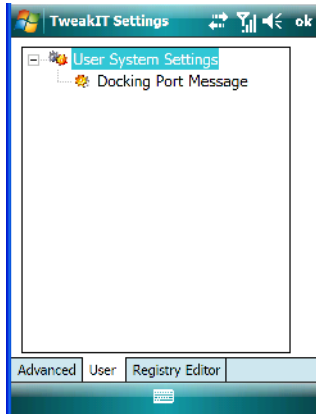 TweakIT Settings ok
User System Settings
Docking Port Message
Advanced User Registry Editor